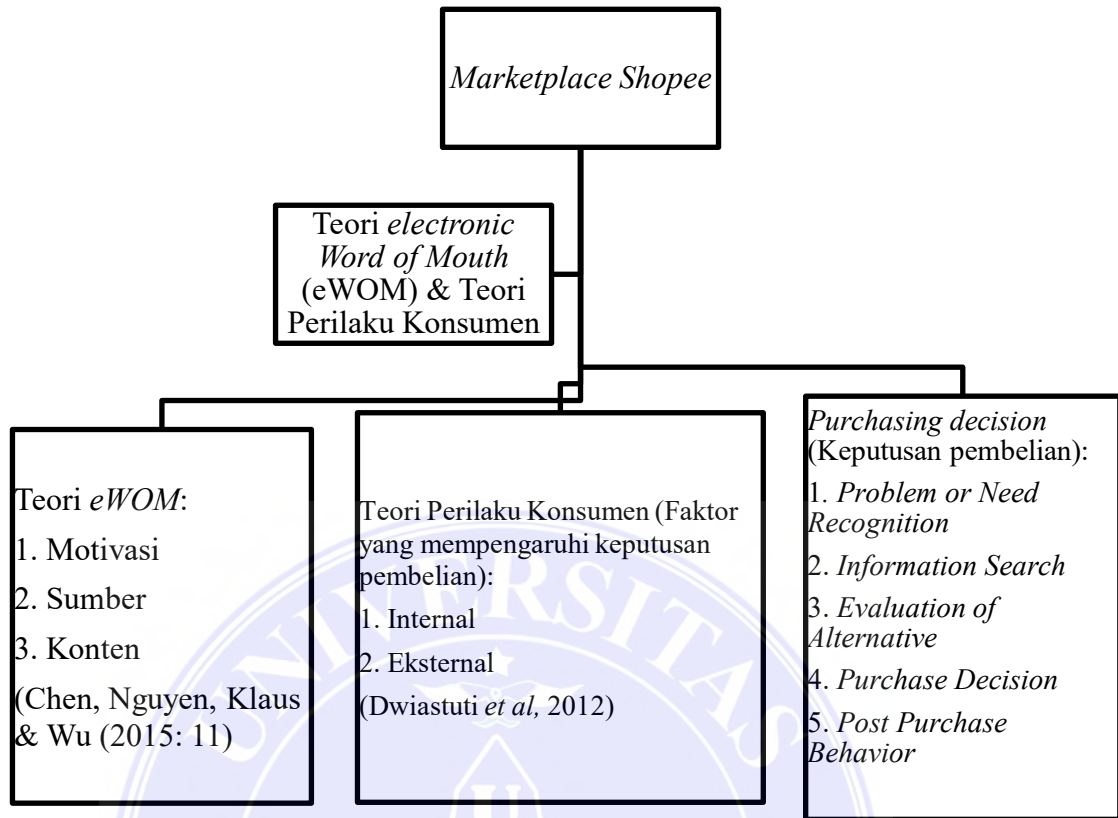 Marketplace Shopee
Teori electronic
Word of Mouth
(eWOM) & Teori
Perilaku Konsumen
Teori eWOM:
1. Motivasi
2. Sumber
3. Konten
(Chen, Nguyen, Klaus
& Wu (2015: 11)
Teori Perilaku Konsumen (Faktor
yang mempengaruhi keputusan
pembelian):
1. Internal
2. Eksternal
(Dwiastuti et al, 2012)
Purchasing decision
(Keputusan pembelian):
1. Problem or Need
Recognition
2. Information Search
3. Evaluation of
Alternative
4. Purchase Decision
5. Post Purchase
Behavior
UNIVERSITAS